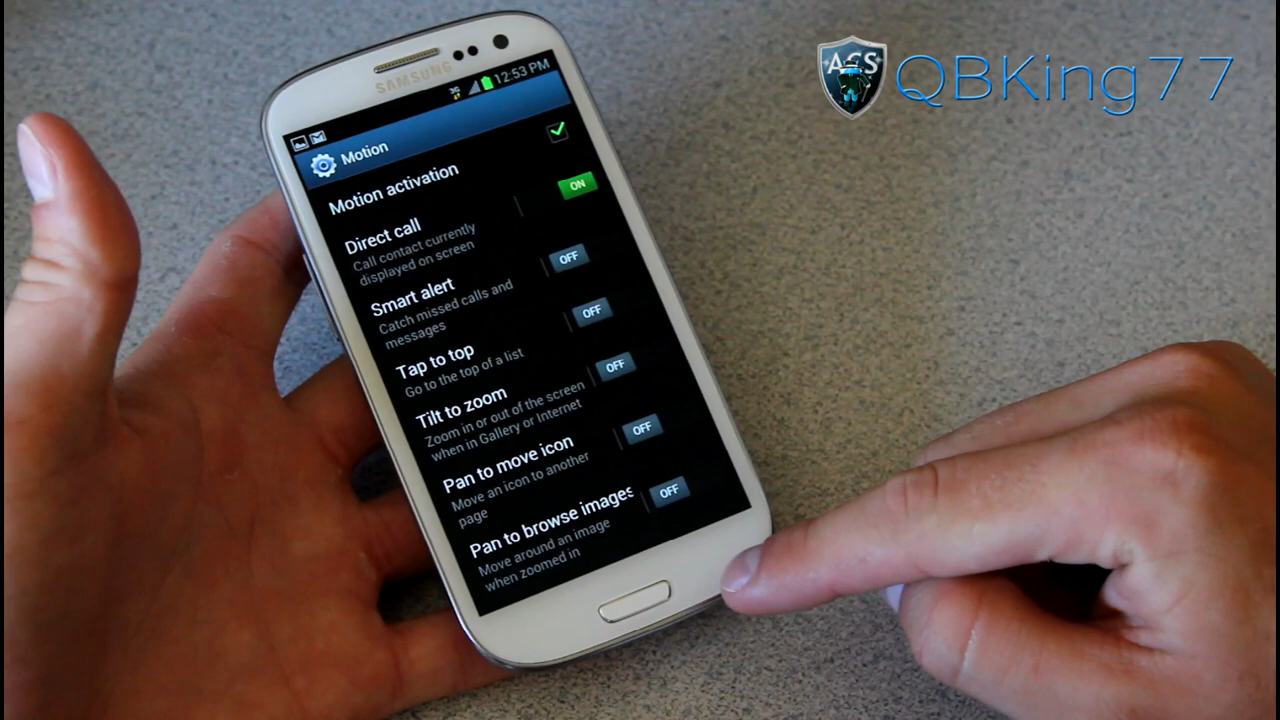 ACS
QBKing77
SAMSUNG
3G
12:53 PM
Motion
Motion activation
Direct call
ON
Call contact currently
displayed on screen
Smart alert
OFF
Catch missed calls and
messages
Tap to top
OFF
Go to the top of a list
Tilt to zoom
OFF
Zoom in or out of the screen
when in Gallery or Internet
Pan to move icon
OFF
Move an icon to another
page
Pan to browse images
OFF
Move around an image
when zoomed in